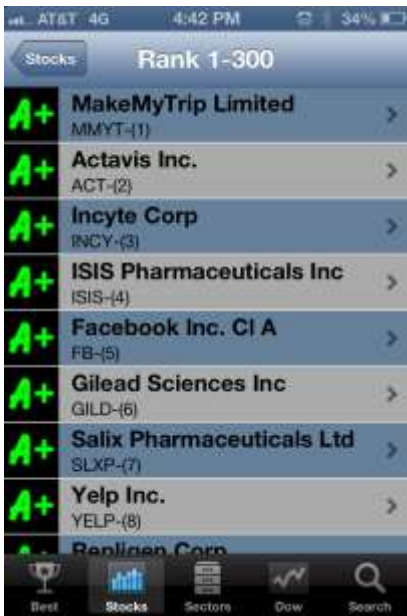 AT&T 4G 4:42 PM 34%
Stocks Rank 1-300
A+ MakeMyTrip Limited
MMYT-(1)
A+ Actavis Inc.
ACT-(2)
A+ Incyte Corp
INCY-(3)
A+ ISIS Pharmaceuticals Inc
ISIS-(4)
A+ Facebook Inc. Cl A
FB-(5)
A+ Gilead Sciences Inc
GILD-(6)
A+ Salix Pharmaceuticals Ltd
SLXP-(7)
A+ Yelp Inc.
YELP-(8)
Repligen Corp
Best Stocks Sectors Dow Search